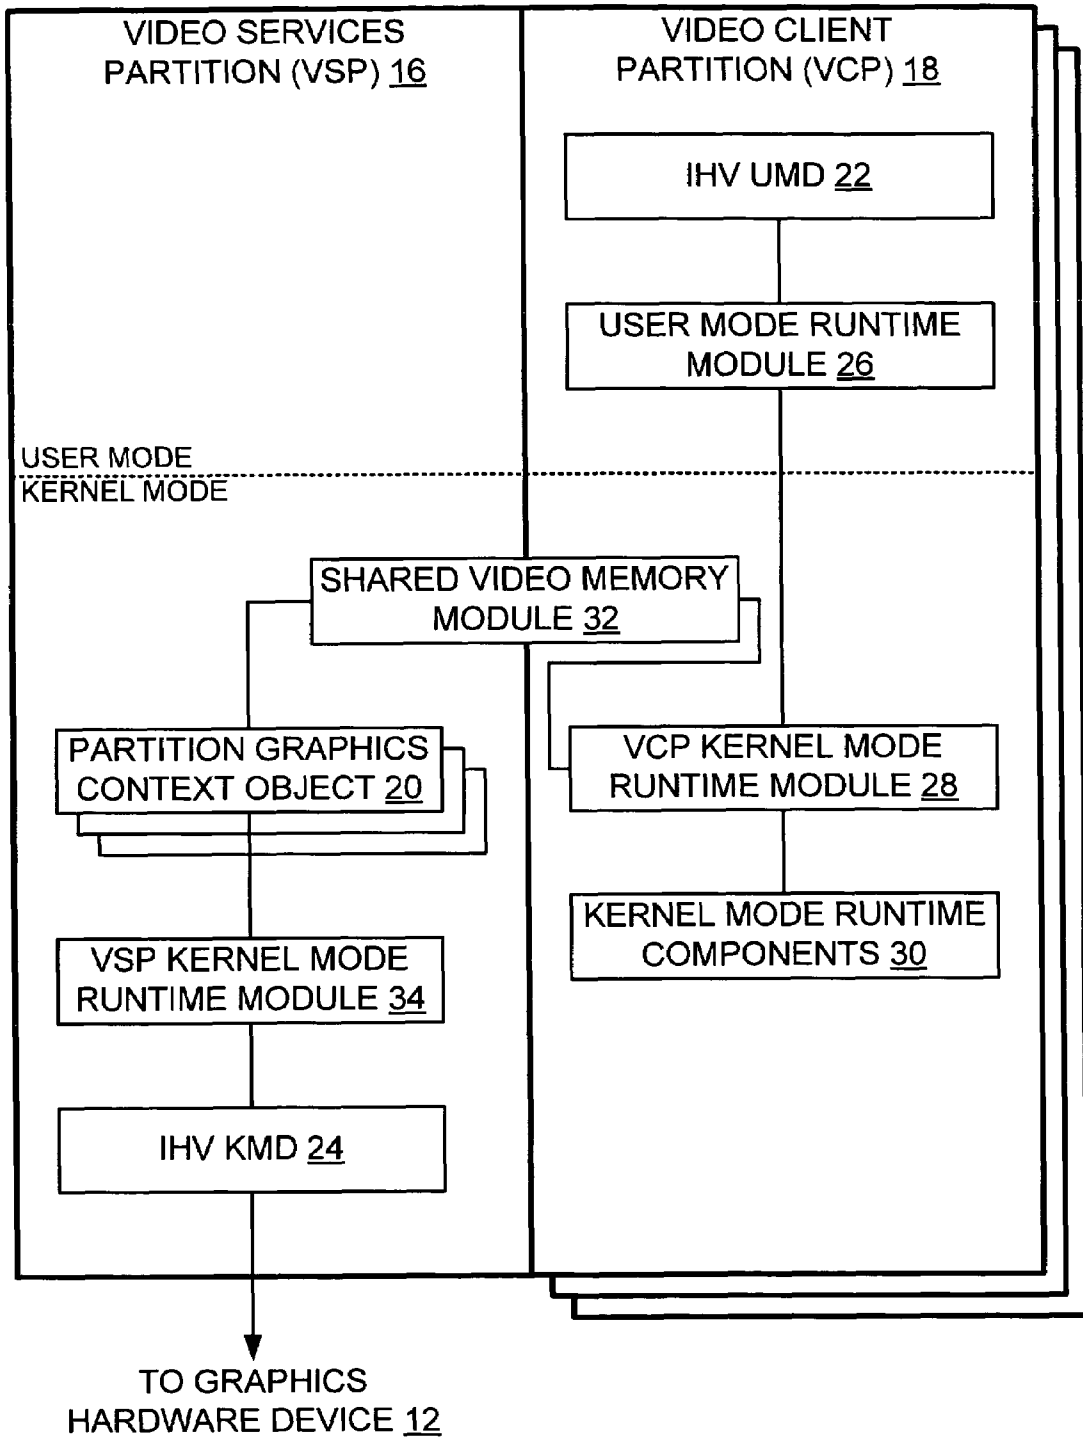 VIDEO SERVICES
PARTITION (VSP) 16
VIDEO CLIENT
PARTITION (VCP) 18
IHV UMD 22
USER MODE RUNTIME
MODULE 26
USER MODE
KERNEL MODE
SHARED VIDEO MEMORY
MODULE 32
PARTITION GRAPHICS
CONTEXT OBJECT 20
VCP KERNEL MODE
RUNTIME MODULE 28
KERNEL MODE RUNTIME
COMPONENTS 30
VSP KERNEL MODE
RUNTIME MODULE 34
IHV KMD 24
TO GRAPHICS
HARDWARE DEVICE 12